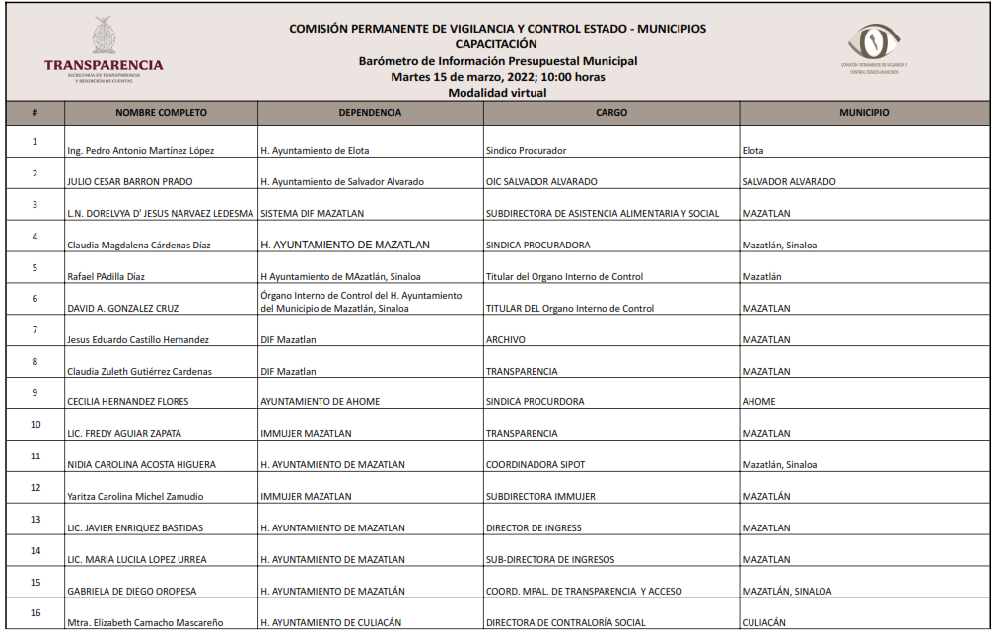 COMISIÓN PERMANENTE DE VIGILANCIA Y CONTROL ESTADO - MUNICIPIOS
CAPACITACIÓN
Barómetro de Información Presupuestal Municipal
Martes 15 de marzo, 2022; 10:00 horas
Modalidad virtual
TRANSPARENCIA
SECRETARÍA DE TRANSPARENCIA
Y RENDICIÓN DE CUENTAS
COMISIÓN PERMANENTE DE VIGILANCIA Y
CONTROL ESTADO MUNICIPIOS
# NOMBRE COMPLETO DEPENDENCIA CARGO MUNICIPIO
1 Ing. Pedro Antonio Martínez López H. Ayuntamiento de Elota Sindico Procurador Elota
2 JULIO CESAR BARRON PRADO H. Ayuntamiento de Salvador Alvarado OIC SALVADOR ALVARADO SALVADOR ALVARADO
3 L.N. DORELVYA D' JESUS NARVAEZ LEDESMA SISTEMA DIF MAZATLAN SUBDIRECTORA DE ASISTENCIA ALIMENTARIA Y SOCIAL MAZATLAN
4 Claudia Magdalena Cárdenas Díaz H. AYUNTAMIENTO DE MAZATLAN SINDICA PROCURADORA Mazatlán, Sinaloa
5 Rafael PAdilla Díaz H Ayuntamiento de MAzatlán, Sinaloa Titular del Organo Interno de Control Mazatlán
6 DAVID A. GONZALEZ CRUZ Órgano Interno de Control del H. Ayuntamiento
del Municipio de Mazatlán, Sinaloa TITULAR DEL Organo Interno de Control MAZATLAN
7 Jesus Eduardo Castillo Hernandez DIF Mazatlan ARCHIVO MAZATLAN
8 Claudia Zuleth Gutiérrez Cardenas DIF Mazatlan TRANSPARENCIA MAZATLAN
9 CECILIA HERNANDEZ FLORES AYUNTAMIENTO DE AHOME SINDICA PROCURDORA AHOME
10 LIC. FREDY AGUIAR ZAPATA IMMUJER MAZATLAN TRANSPARENCIA MAZATLAN
11 NIDIA CAROLINA ACOSTA HIGUERA H. AYUNTAMIENTO DE MAZATLAN COORDINADORA SIPOT Mazatlán, Sinaloa
12 Yaritza Carolina Michel Zamudio IMMUJER MAZATLAN SUBDIRECTORA IMMUJER MAZATLÁN
13 LIC. JAVIER ENRIQUEZ BASTIDAS H. AYUNTAMIENTO DE MAZATLAN DIRECTOR DE INGRESS MAZATLAN
14 LIC. MARIA LUCILA LOPEZ URREA H. AYUNTAMIENTO DE MAZATLAN SUB-DIRECTORA DE INGRESOS MAZATLAN
15 GABRIELA DE DIEGO OROPESA H. AYUNTAMIENTO DE MAZATLÁN COORD. MPAL. DE TRANSPARENCIA Y ACCESO MAZATLÁN, SINALOA
16 Mtra. Elizabeth Camacho Mascareño H. AYUNTAMIENTO DE CULIACÁN DIRECTORA DE CONTRALORÍA SOCIAL CULIACÁN